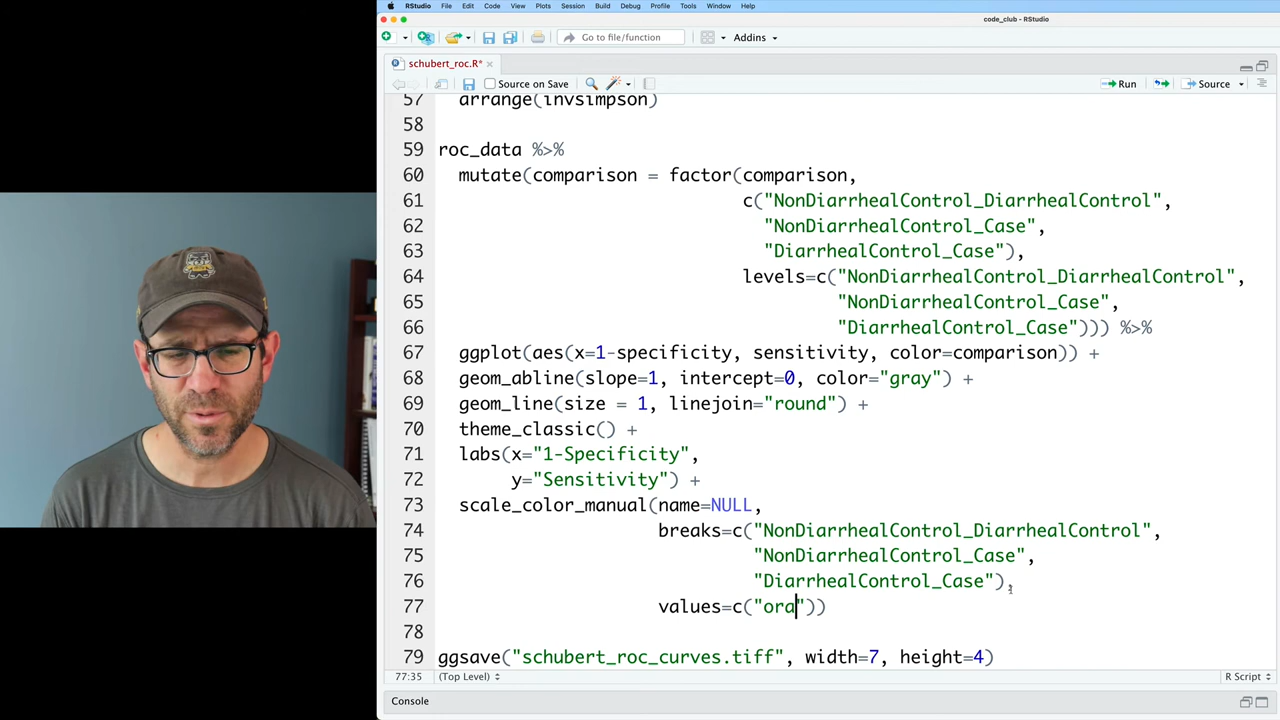 RStudio File Edit Code View Plots Session Build Debug Profile Tools Window Help
code_club - RStudio
Go to file/function Addins
schubert_roc.R*
Source on Save Run Source
57 arrange(invsimpson)
58
59 roc_data %>%
60 mutate(comparison = factor(comparison,
61 c("NonDiarrhealControl_DiarrhealControl",
62 "NonDiarrhealControl_Case",
63 "DiarrhealControl_Case"),
64 levels=c("NonDiarrhealControl_DiarrhealControl",
65 "NonDiarrhealControl_Case",
66 "DiarrhealControl_Case"))) %>%
67 ggplot(aes(x=1-specificity, sensitivity, color=comparison)) +
68 geom_abline(slope=1, intercept=0, color="gray") +
69 geom_line(size = 1, linejoin="round") +
70 theme_classic() +
71 labs(x="1-Specificity",
72 y="Sensitivity") +
73 scale_color_manual(name=NULL,
74 breaks=c("NonDiarrhealControl_DiarrhealControl",
75 "NonDiarrhealControl_Case",
76 "DiarrhealControl_Case"),
77 values=c("ora"))
78
79 ggsave("schubert_roc_curves.tiff", width=7, height=4)
77:35 (Top Level) R Script
Console